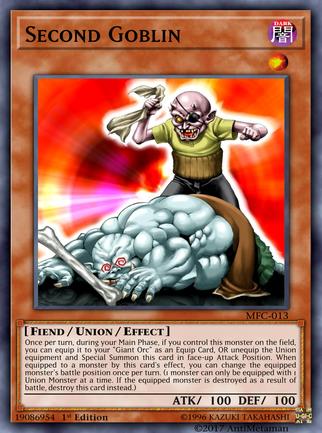 Second Goblin
DARK
闇
MFC-013
[Fiend / Union / Effect]
Once per turn, during your Main Phase, if you control this monster on the field,
you can equip it to your "Giant Orc" as an Equip Card, OR unequip the Union
equipment and Special Summon this card in face-up Attack Position. When
equipped to a monster by this card's effect, you can change the equipped
monster's battle position once per turn. (a monster can only be equipped with 1
Union Monster at a time. If the equipped monster is destroyed as a result of
battle, destroy this card instead.)
ATK/ 100 DEF/ 100
19086954 1st Edition ©1996 KAZUKI TAKAHASHI
©2017 AntiMetaman